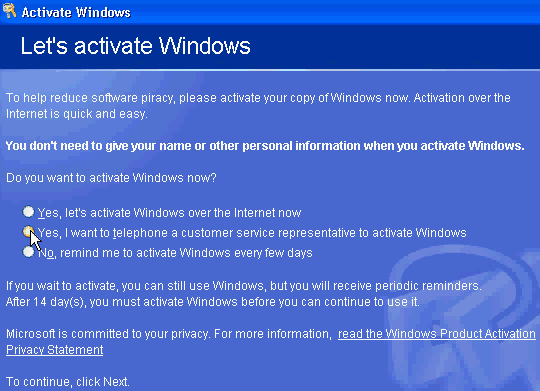 Activate Windows
Let's activate Windows
To help reduce software piracy, please activate your copy of Windows now. Activation over the
Internet is quick and easy.
You don't need to give your name or other personal information when you activate Windows.
Do you want to activate Windows now?
Yes, let's activate Windows over the Internet now
Yes, I want to telephone a customer service representative to activate Windows
No, remind me to activate Windows every few days
If you wait to activate, you can still use Windows, but you will receive periodic reminders.
After 14 day(s), you must activate Windows before you can continue to use it.
Microsoft is committed to your privacy. For more information, read the Windows Product Activation
Privacy Statement
To continue, click Next.